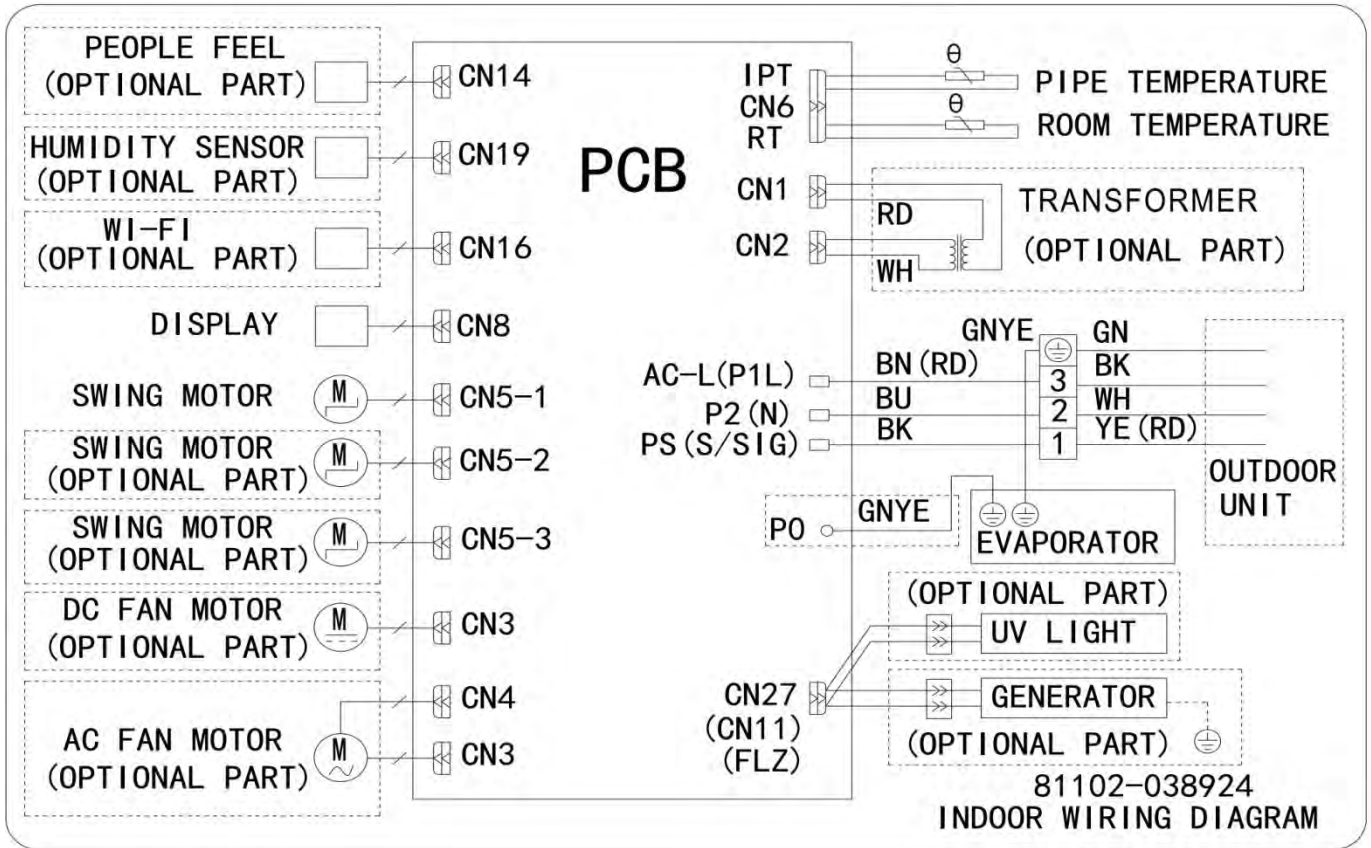 PEOPLE FEEL
(OPTIONAL PART)
CN14
HUMIDITY SENSOR
(OPTIONAL PART)
CN19
WI-FI
(OPTIONAL PART)
CN16
DISPLAY
CN8
SWING MOTOR
M
CN5-1
SWING MOTOR
(OPTIONAL PART)
M
CN5-2
SWING MOTOR
(OPTIONAL PART)
M
CN5-3
DC FAN MOTOR
(OPTIONAL PART)
M
CN3
AC FAN MOTOR
(OPTIONAL PART)
M
CN4
CN3
PCB
IPT
CN6
RT
θ
PIPE TEMPERATURE
θ
ROOM TEMPERATURE
CN1
CN2
RD
WH
TRANSFORMER
(OPTIONAL PART)
AC-L(P1L)
P2(N)
PS(S/SIG)
BN(RD)
BU
BK
GNYE
3
2
1
GN
BK
WH
YE(RD)
OUTDOOR
UNIT
P0
GNYE
EVAPORATOR
(OPTIONAL PART)
UV LIGHT
CN27
(CN11)
(FLZ)
GENERATOR
(OPTIONAL PART)
81102-038924
INDOOR WIRING DIAGRAM